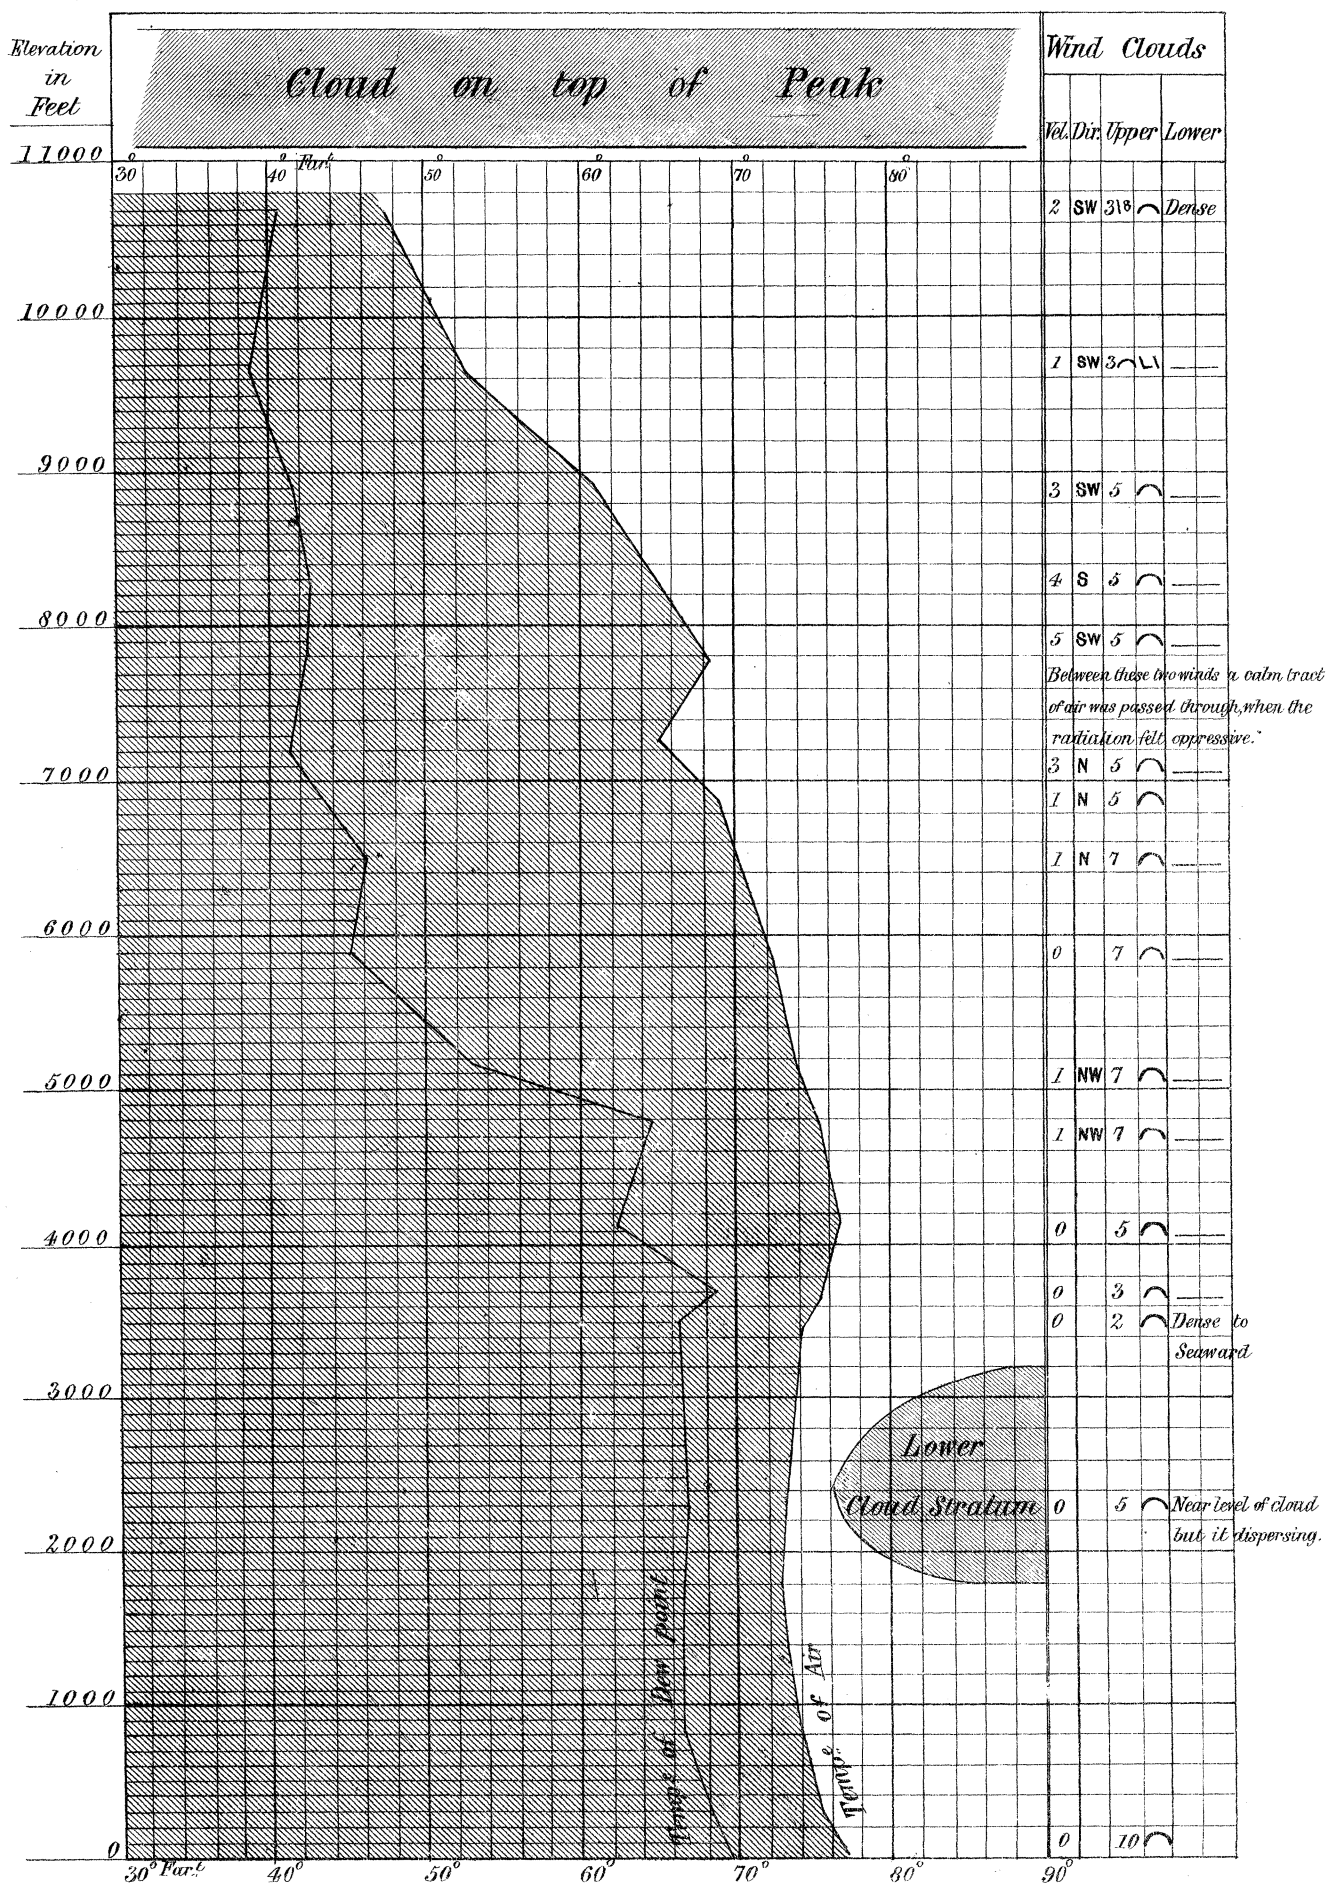 Elevation
in
Feet
Cloud on top of Peak
Wind Clouds
Vel. Dir. Upper Lower
11000
30° 40° Far.t 50° 60° 70° 80°
2 SW 318 ⌒ Dense
10000
1 SW 3⌒LI
9000
3 SW 5 ⌒
4 S 5 ⌒
8000
5 SW 5 ⌒
Between these two winds a calm tract
of air was passed through, when the
radiation felt oppressive.
3 N 5 ⌒
7000
1 N 5 ⌒
1 N 7 ⌒
6000
0 7 ⌒
5000
1 NW 7 ⌒
1 NW 7 ⌒
4000
0 5 ⌒
0 3 ⌒
0 2 ⌒ Dense to
Seaward
3000
Lower
Cloud Stratum
0 5 ⌒ Near level of cloud
but it dispersing.
2000
Temp.e of Dew point
Temp.e of Air
1000
0 10 ⌒
0
30° Far.t 40° 50° 60° 70° 80° 90°